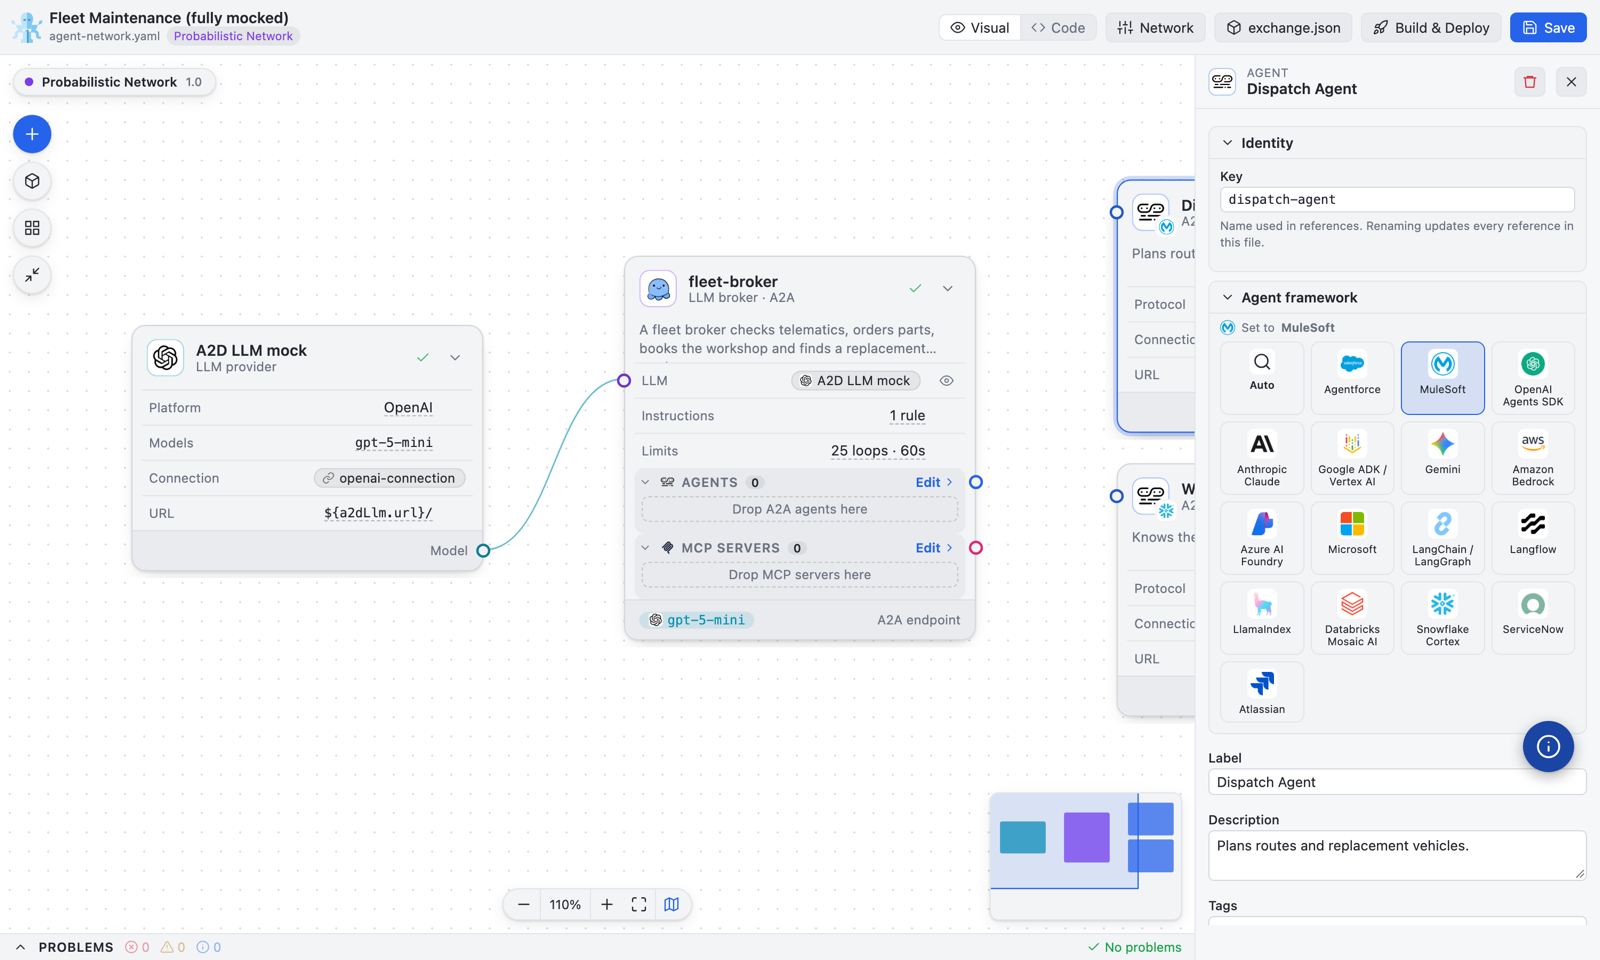 Fleet Maintenance (fully mocked)
agent-network.yaml Probabilistic Network
Visual Code Network exchange.json Build & Deploy Save
Probabilistic Network 1.0
A2D LLM mock
LLM provider
Platform OpenAI
Models gpt-5-mini
Connection openai-connection
URL ${a2dLlm.url}/
Model
fleet-broker
LLM broker · A2A
A fleet broker checks telematics, orders parts,
books the workshop and finds a replacement...
LLM A2D LLM mock
Instructions 1 rule
Limits 25 loops · 60s
AGENTS 0 Edit
Drop A2A agents here
MCP SERVERS 0 Edit
Drop MCP servers here
gpt-5-mini A2A endpoint
Plans rout
Protocol
Connectio
URL
Knows the
Protocol
Connectio
URL
AGENT
Dispatch Agent
Identity
Key
dispatch-agent
Name used in references. Renaming updates every reference in
this file.
Agent framework
Set to MuleSoft
Auto
Agentforce
MuleSoft
OpenAI
Agents SDK
Anthropic
Claude
Google ADK /
Vertex AI
Gemini
aws
Amazon
Bedrock
Azure AI
Foundry
Microsoft
LangChain /
LangGraph
Langflow
LlamaIndex
Databricks
Mosaic AI
Snowflake
Cortex
ServiceNow
Atlassian
Label
Dispatch Agent
Description
Plans routes and replacement vehicles.
Tags
110%
PROBLEMS 0 0 0
No problems